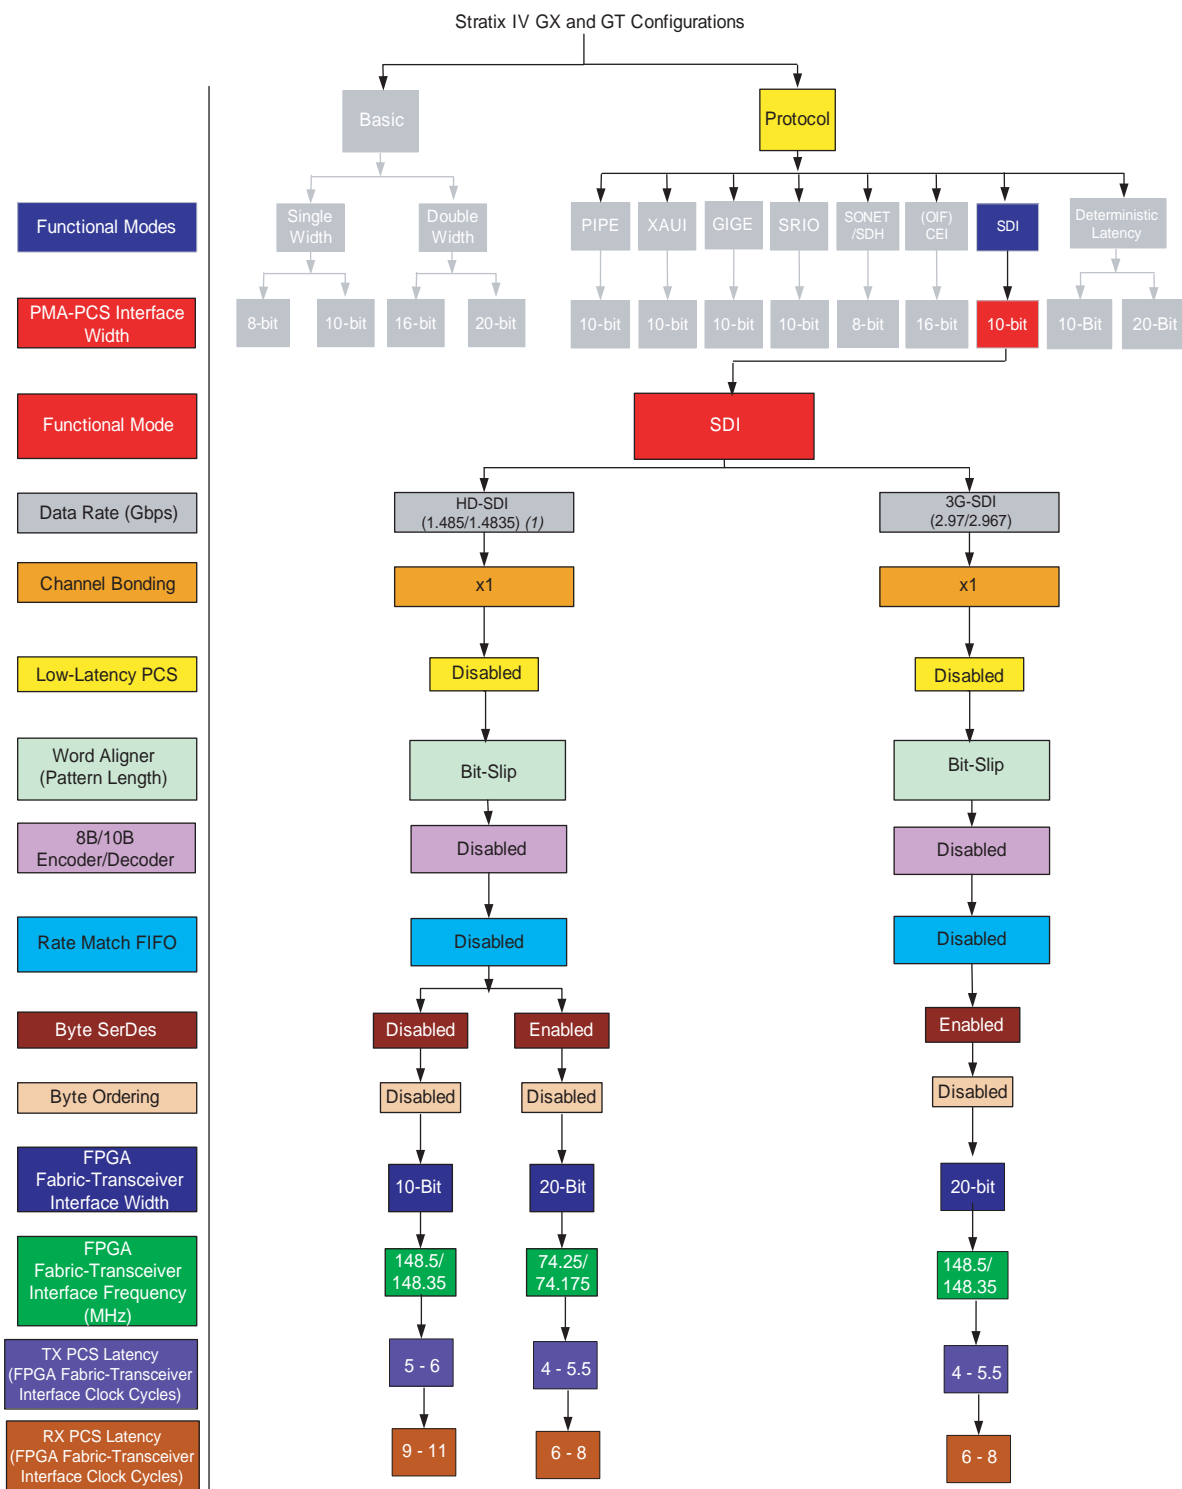 Stratix IV GX and GT Configurations
Basic
Protocol
Functional Modes
Single
Width
Double
Width
PIPE
XAUI
GIGE
SRIO
SONET
/SDH
(OIF)
CEI
SDI
Deterministic
Latency
PMA-PCS Interface
Width
8-bit
10-bit
16-bit
20-bit
10-bit
10-bit
10-bit
10-bit
8-bit
16-bit
10-bit
10-Bit
20-Bit
Functional Mode
SDI
Data Rate (Gbps)
HD-SDI
(1.485/1.4835) (1)
3G-SDI
(2.97/2.967)
Channel Bonding
x1
x1
Low-Latency PCS
Disabled
Disabled
Word Aligner
(Pattern Length)
Bit-Slip
Bit-Slip
8B/10B
Encoder/Decoder
Disabled
Disabled
Rate Match FIFO
Disabled
Disabled
Byte SerDes
Disabled
Enabled
Enabled
Byte Ordering
Disabled
Disabled
Disabled
FPGA
Fabric-Transceiver
Interface Width
10-Bit
20-Bit
20-bit
FPGA
Fabric-Transceiver
Interface Frequency
(MHz)
148.5/
148.35
74.25/
74.175
148.5/
148.35
TX PCS Latency
(FPGA Fabric-Transceiver
Interface Clock Cycles)
5 - 6
4 - 5.5
4 - 5.5
RX PCS Latency
(FPGA Fabric-Transceiver
Interface Clock Cycles)
9 - 11
6 - 8
6 - 8